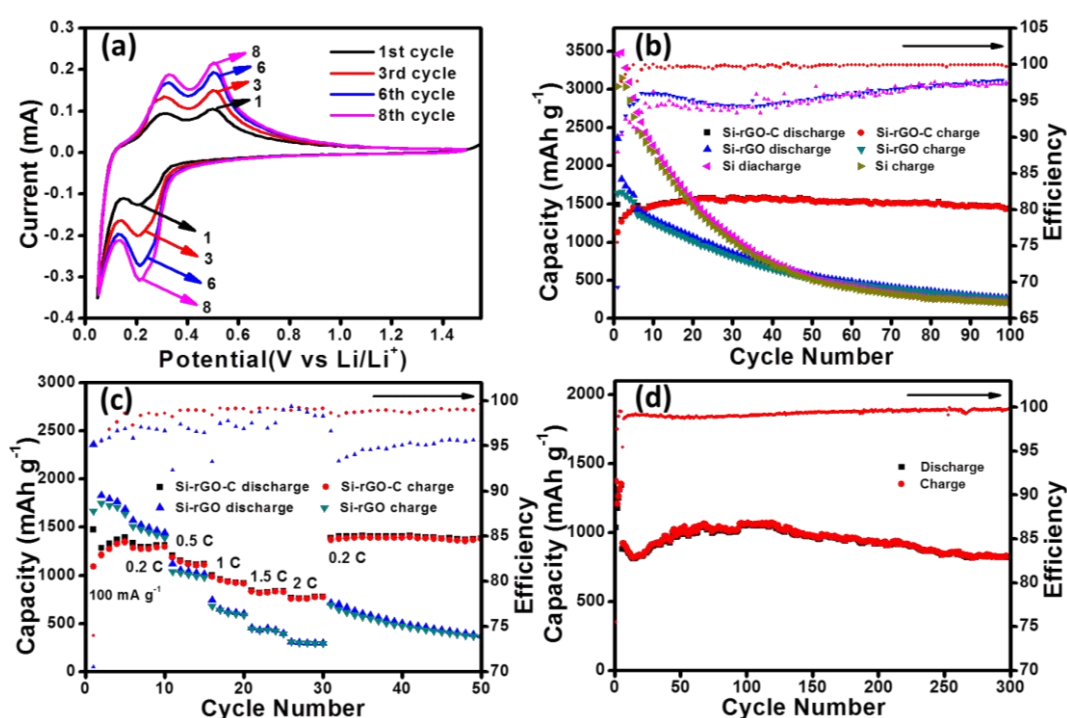 (a)
0.3
0.2
0.1
0.0
-0.1
-0.2
-0.3
-0.4
Current (mA)
1st cycle
3rd cycle
6th cycle
8th cycle
8
6
3
1
1
3
6
8
0.0 0.2 0.4 0.6 0.8 1.0 1.2 1.4
Potential(V vs Li/Li⁺)
(b)
3500
3000
2500
2000
1500
1000
500
0
Capacity (mAh g⁻¹)
Si-rGO-C discharge Si-rGO-C charge
Si-rGO discharge Si-rGO charge
Si diacharge Si charge
105
100
95
90
85
80
75
70
65
Efficiency
0 10 20 30 40 50 60 70 80 90 100
Cycle Number
(c)
3000
2500
2000
1500
1000
500
0
Capacity (mAh g⁻¹)
Si-rGO-C discharge Si-rGO-C charge
Si-rGO discharge Si-rGO charge
100 mA g⁻¹
0.2 C
0.5 C
1 C
1.5 C
2 C
0.2 C
100
95
90
85
80
75
70
Efficiency
0 10 20 30 40 50
Cycle Number
(d)
2000
1750
1500
1250
1000
750
500
250
0
Capacity (mAh g⁻¹)
Discharge
Charge
100
95
90
85
80
75
70
Efficiency
0 50 100 150 200 250 300
Cycle Number